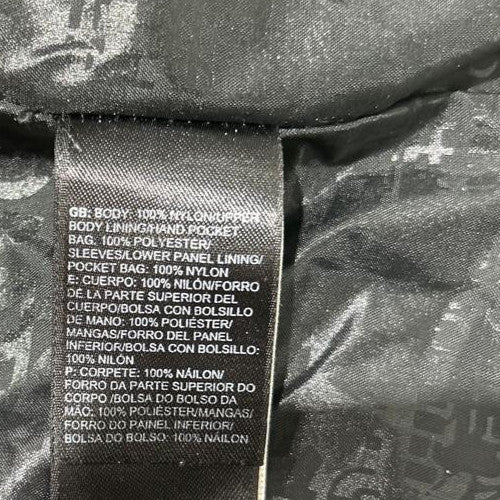 GB: BODY: 100% NYLON/UPPER
BODY LINING/HAND POCKET
BAG: 100% POLYESTER/
SLEEVES/LOWER PANEL LINING/
POCKET BAG: 100% NYLON
E: CUERPO: 100% NILÓN/FORRO
DE LA PARTE SUPERIOR DEL
CUERPO/BOLSA CON BOLSILLO
DE MANO: 100% POLIÉSTER/
MANGAS/FORRO DEL PANEL
INFERIOR/BOLSA CON BOLSILLO:
100% NILÓN
P: CORPETE: 100% NÁILON/
FORRO DA PARTE SUPERIOR DO
CORPO/BOLSA DO BOLSO DA
MÃO: 100% POLIÉSTER/MANGAS/
FORRO DO PAINEL INFERIOR/
BOLSA DO BOLSO: 100% NÁILON